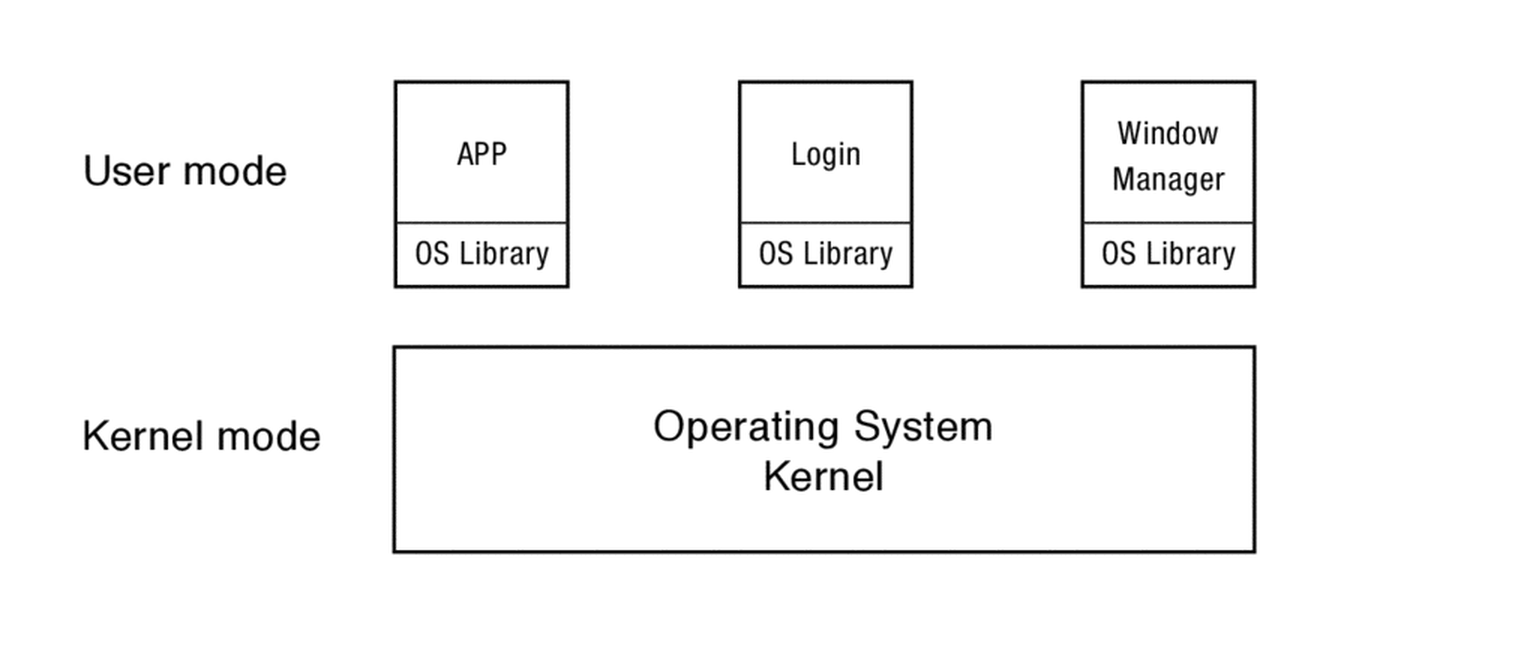 User mode
APP
OS Library
Login
OS Library
Window
Manager
OS Library
Kernel mode
Operating System
Kernel